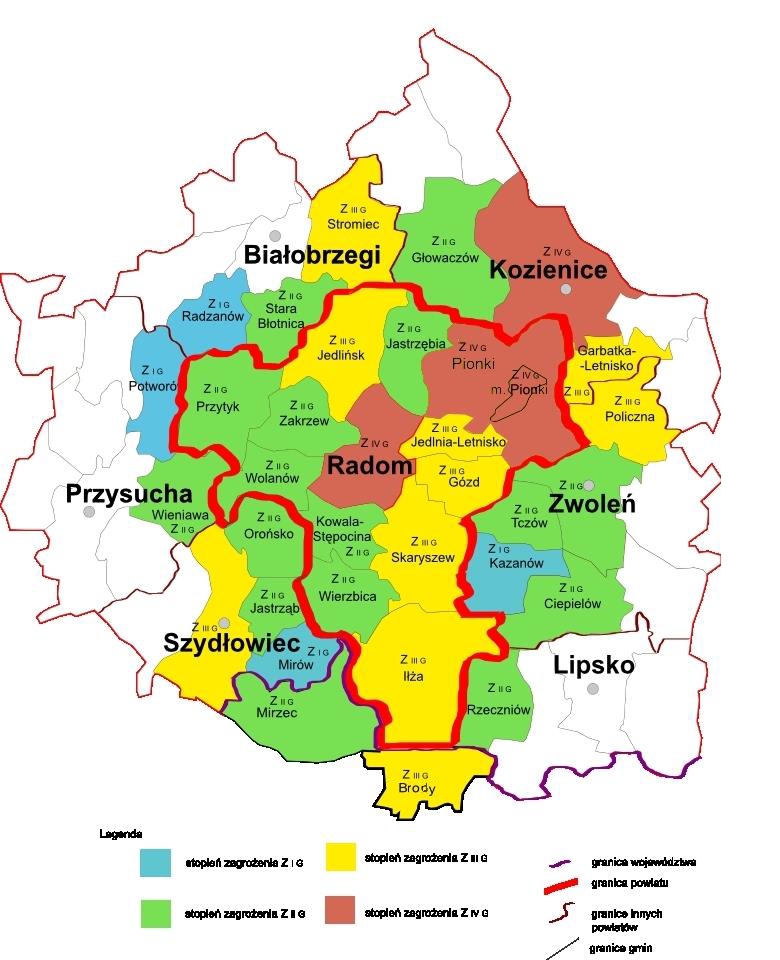 Z III G
Stromiec
Z II G
Głowaczów
Z IV G
Kozienice
Białobrzegi
Z I G
Radzanów
Z II G
Stara
Błotnica
Z III G
Jedlińsk
Z II G
Jastrzębia
Z IV G
Pionki
Z IV G
m. Pionki
Garbatka-
-Letnisko
Z III G
Z III G
Policzna
Z I G
Potworów
Z II G
Przytyk
Z II G
Zakrzew
Z IV G
Radom
Z III G
Jedlnia-Letnisko
Z III G
Gózd
Z II G
Wolanów
Przysucha
Wieniawa
Z II G
Z II G
Orońsko
Kowala-
Stępocina
Z II G
Z III G
Skaryszew
Z II G
Zwoleń
Z II G
Tczów
Z I G
Kazanów
Z II G
Ciepielów
Z II G
Wierzbica
Z II G
Jastrząb
Z III G
Szydłowiec
Z I G
Mirów
Z III G
Iłża
Lipsko
Z II G
Rzeczniów
Z II G
Mirzec
Z III G
Brody
Legenda
stopień zagrożenia Z I G
stopień zagrożenia Z II G
stopień zagrożenia Z III G
stopień zagrożenia Z IV G
granica województwa
granica powiatu
granice innych
powiatów
granice gmin